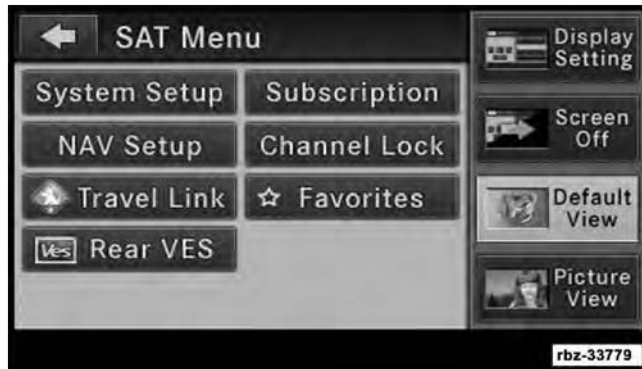 SAT Menu
System Setup
Subscription
NAV Setup
Channel Lock
Travel Link
Favorites
Ves Rear VES
Display
Setting
Screen
Off
Default
View
Picture
View
rbz-33779